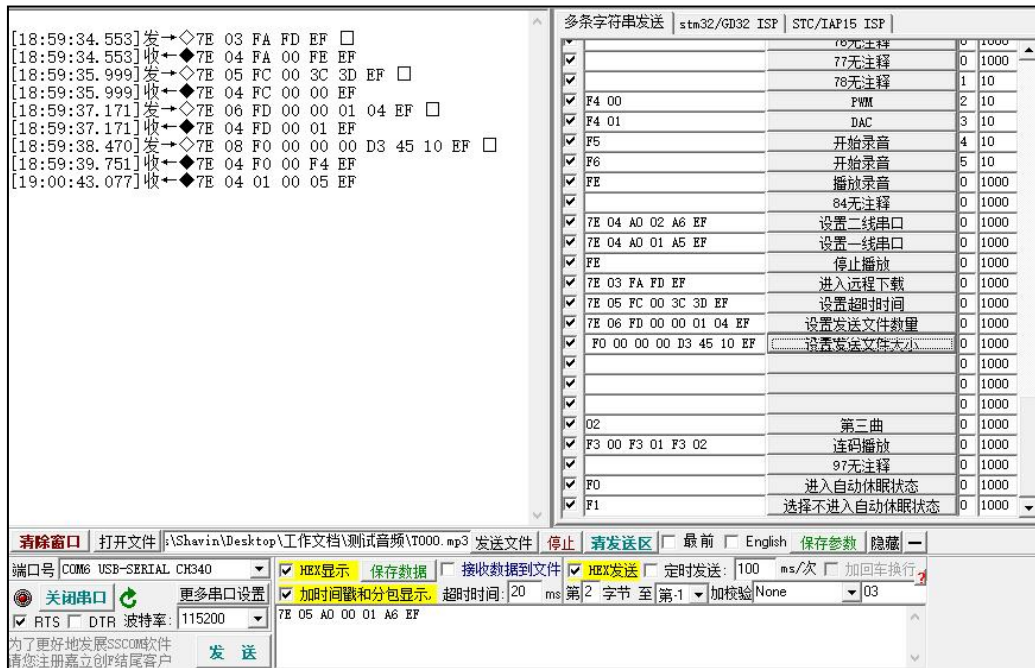 [18:59:34.553]发→◇7E 03 FA FD EF □
[18:59:34.553]收←◆7E 04 FA 00 FE EF
[18:59:35.999]发→◇7E 05 FC 00 3C 3D EF □
[18:59:35.999]收←◆7E 04 FC 00 00 EF
[18:59:37.171]发→◇7E 06 FD 00 00 01 04 EF □
[18:59:37.171]收←◆7E 04 FD 00 01 EF
[18:59:38.470]发→◇7E 08 F0 00 00 00 D3 45 10 EF □
[18:59:39.751]收←◆7E 04 F0 00 F4 EF
[19:00:43.077]收←◆7E 04 01 00 05 EF
多条字符串发送 stm32/GD32 ISP STC/IAP15 ISP
76无注释 0 1000
77无注释 0 1000
78无注释 1 10
F4 00 PWM 2 10
F4 01 DAC 3 10
F5 开始录音 4 10
F6 开始录音 5 10
FE 播放录音 0 1000
84无注释 0 1000
7E 04 A0 02 A6 EF 设置二线串口 0 1000
7E 04 A0 01 A5 EF 设置一线串口 0 1000
FE 停止播放 0 1000
7E 03 FA FD EF 进入远程下载 0 1000
7E 05 FC 00 3C 3D EF 设置超时时间 0 1000
7E 06 FD 00 00 01 04 EF 设置发送文件数量 0 1000
F0 00 00 00 D3 45 10 EF 设置发送文件大小 0 1000
0 1000
0 1000
0 1000
02 第三曲 0 1000
F3 00 F3 01 F3 02 连码播放 0 1000
97无注释 0 1000
F0 进入自动休眠状态 0 1000
F1 选择不进入自动休眠状态 0 1000
清除窗口 打开文件 :\Shavin\Desktop\工作文档\测试音频\T000.mp3 发送文件 停止 清发送区 最前 English 保存参数 隐藏
端口号 COM6 USB-SERIAL CH340 HEX显示 保存数据 接收数据到文件 HEX发送 定时发送: 100 ms/次 加回车换行
关闭串口 更多串口设置 加时间戳和分包显示, 超时时间: 20 ms 第2 字节 至 第-1 加校验None 03
RTS DTR 波特率: 115200 7E 05 A0 00 01 A6 EF
为了更好地发展SSCOM软件
请您注册嘉立创F结尾客户
发 送